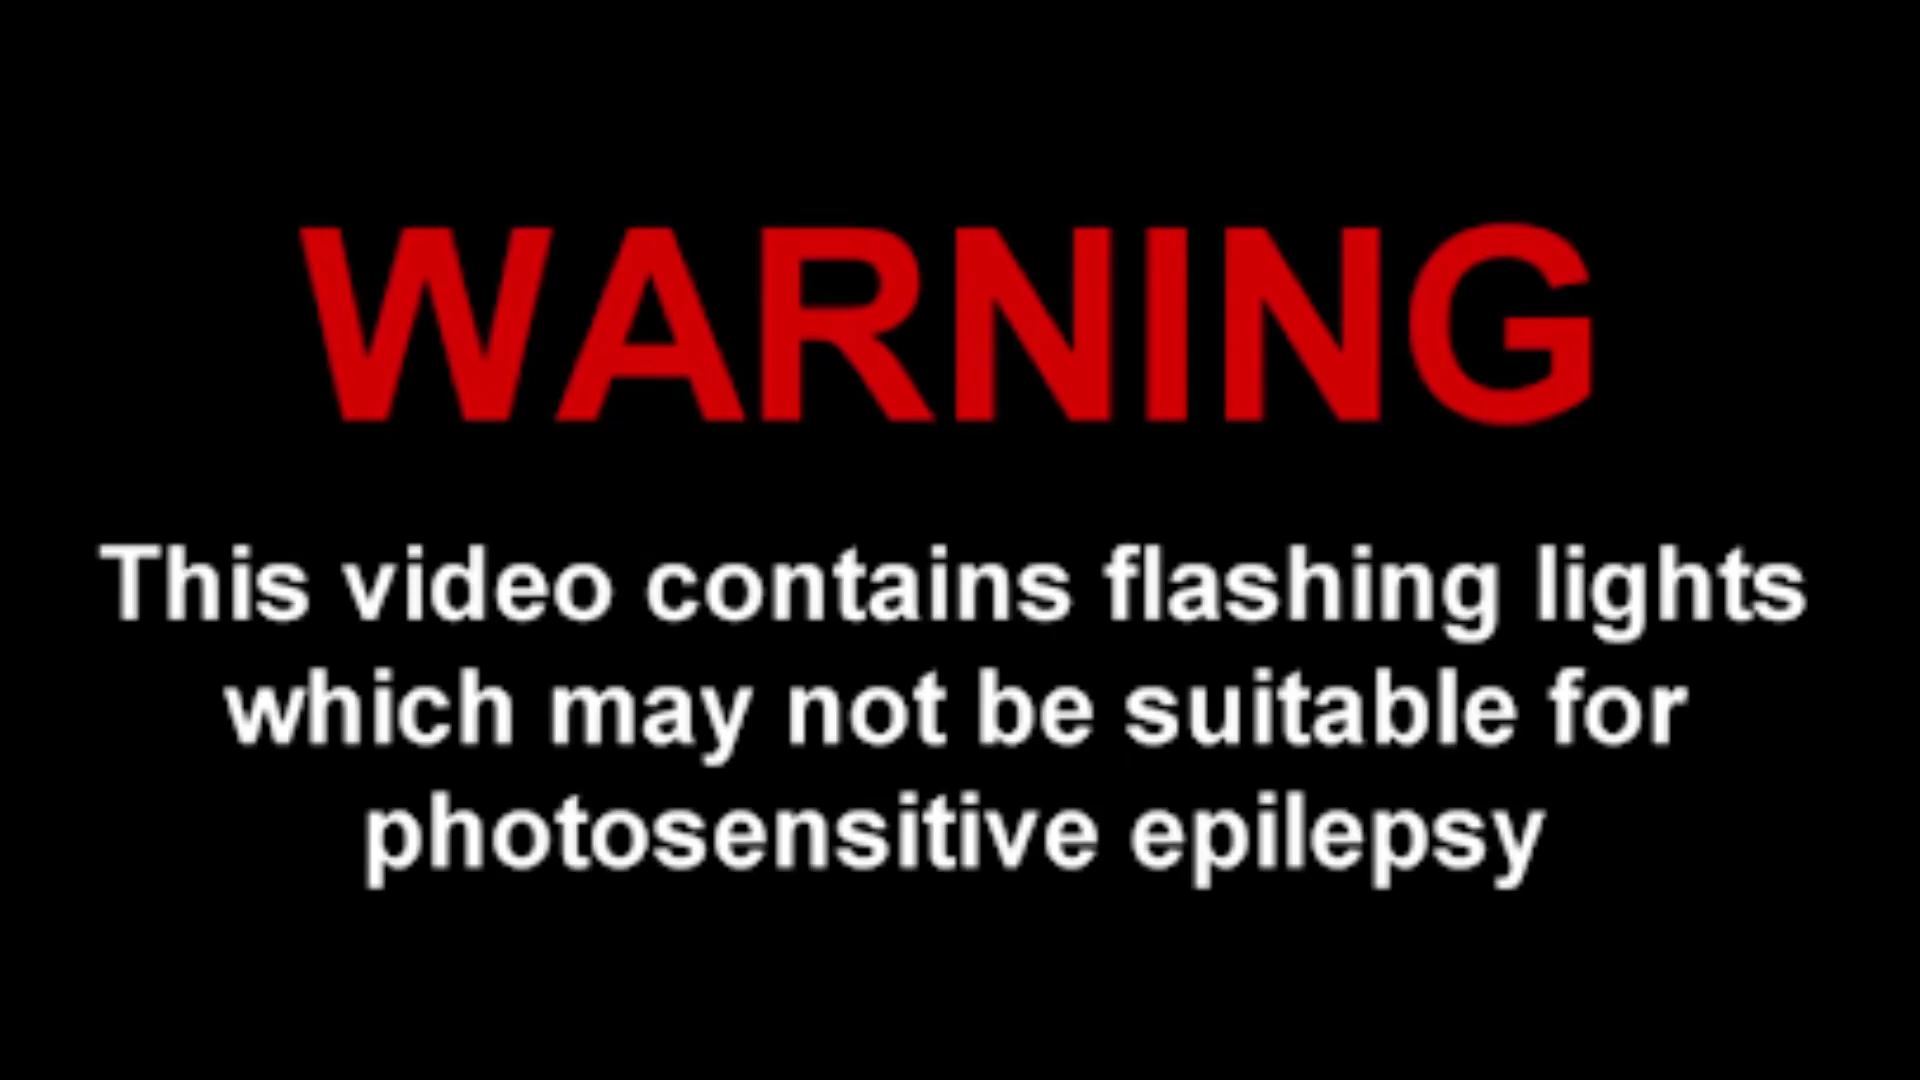 WARNING
This video contains flashing lights
which may not be suitable for
photosensitive epilepsy